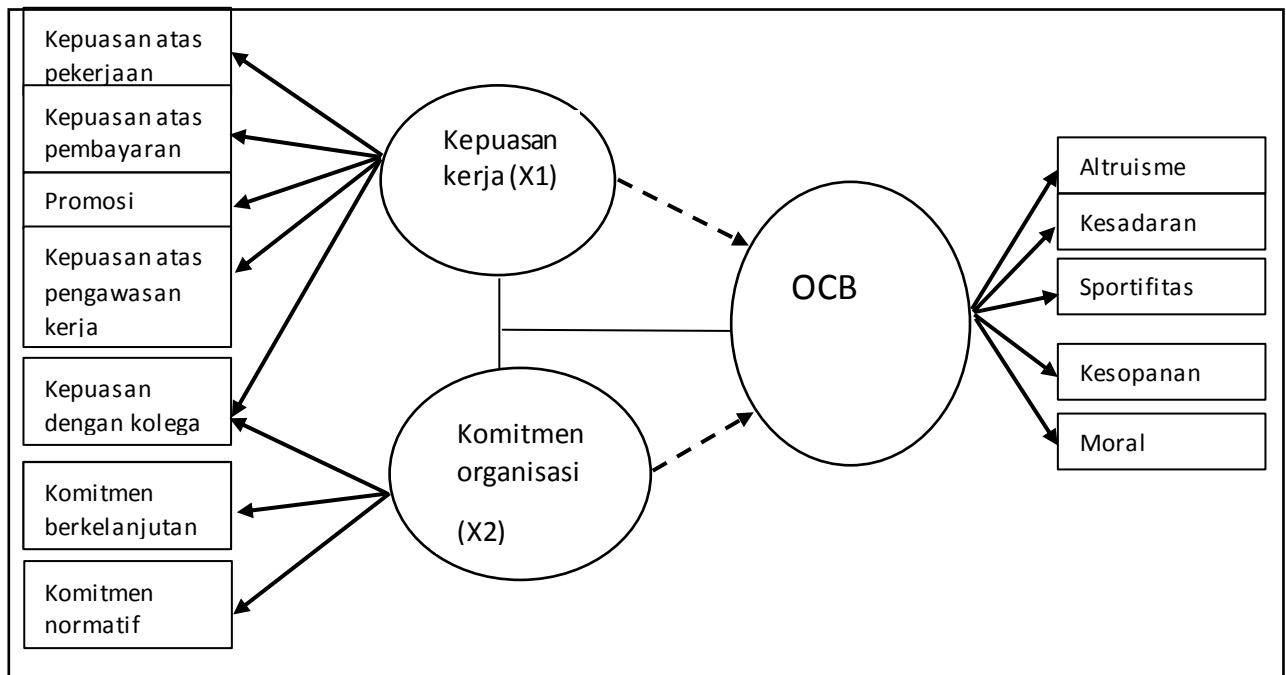 Kepuasan atas
pekerjaan
Kepuasan atas
pembayaran
Promosi
Kepuasan atas
pengawasan
kerja
Kepuasan
dengan kolega
Komitmen
berkelanjutan
Komitmen
normatif
Kepuasan
kerja (X1)
Komitmen
organisasi
(X2)
OCB
Altruisme
Kesadaran
Sportifitas
Kesopanan
Moral